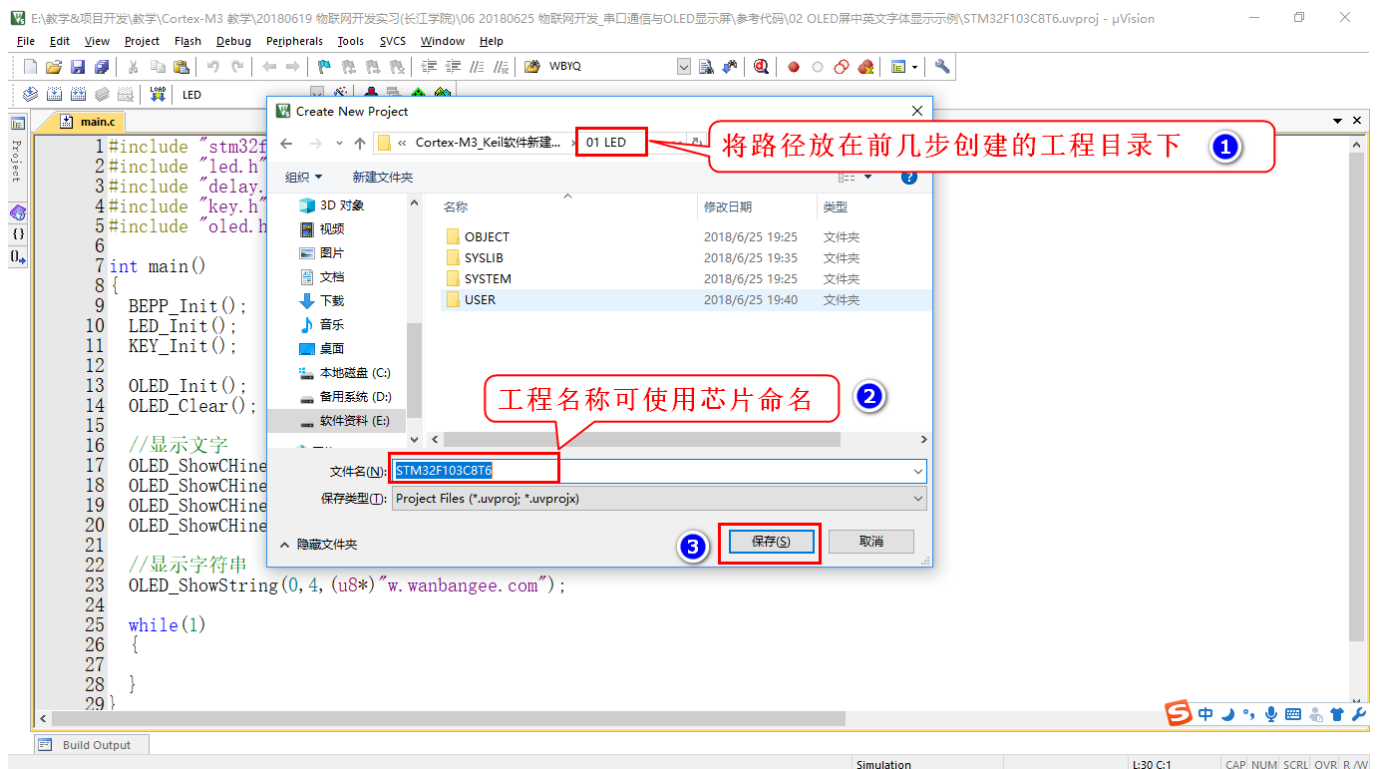 E:\教学&项目开发\教学\Cortex-M3 教学\20180619 物联网开发实习(长江学院)\06 20180625 物联网开发_串口通信与OLED显示屏\参考代码\02 OLED屏中英文字体显示示例\STM32F103C8T6.uvproj - µVision
File Edit View Project Flash Debug Peripherals Tools SVCS Window Help
WBYQ
LOAD LED
Project
main.c
1 #include "stm32f
2 #include "led.h"
3 #include "delay.
4 #include "key.h"
5 #include "oled.h
6
7 int main()
8 {
9 BEPP_Init();
10 LED_Init();
11 KEY_Init();
12
13 OLED_Init();
14 OLED_Clear();
15
16 //显示文字
17 OLED_ShowCHine
18 OLED_ShowCHine
19 OLED_ShowCHine
20 OLED_ShowCHine
21
22 //显示字符串
23 OLED_ShowString(0,4,(u8*)"w.wanbangee.com");
24
25 while(1)
26 {
27
28 }
29 }
Create New Project
« Cortex-M3_Keil软件新建... › 01 LED
将路径放在前几步创建的工程目录下 1
组织 新建文件夹
3D 对象
视频
图片
文档
下载
音乐
桌面
本地磁盘 (C:)
备用系统 (D:)
软件资料 (E:)
名称 修改日期 类型
OBJECT 2018/6/25 19:25 文件夹
SYSLIB 2018/6/25 19:35 文件夹
SYSTEM 2018/6/25 19:25 文件夹
USER 2018/6/25 19:40 文件夹
工程名称可使用芯片命名 2
文件名(N): STM32F103C8T6
保存类型(T): Project Files (*.uvproj; *.uvprojx)
隐藏文件夹 3 保存(S) 取消
中
Build Output
Simulation L:30 C:1 CAP NUM SCRL OVR R/W